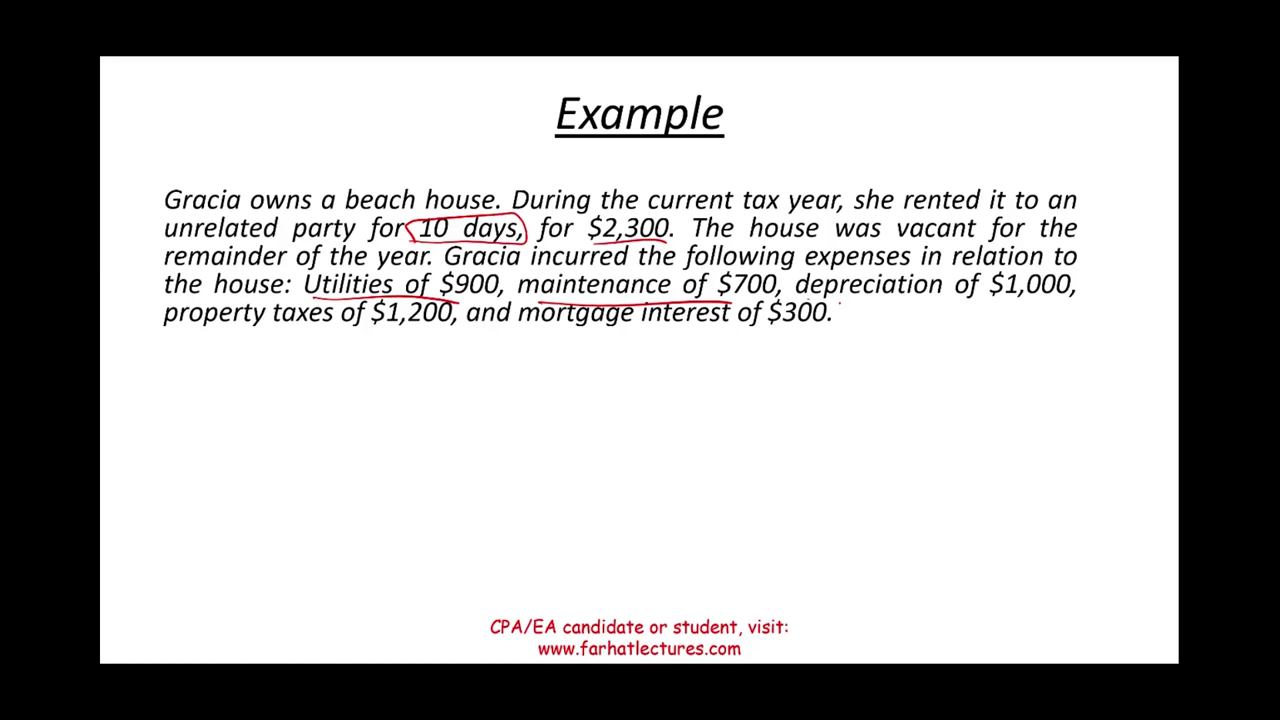 Example
Gracia owns a beach house. During the current tax year, she rented it to an
unrelated party for 10 days, for $2,300. The house was vacant for the
remainder of the year. Gracia incurred the following expenses in relation to
the house: Utilities of $900, maintenance of $700, depreciation of $1,000,
property taxes of $1,200, and mortgage interest of $300.
CPA/EA candidate or student, visit:
www.farhatlectures.com